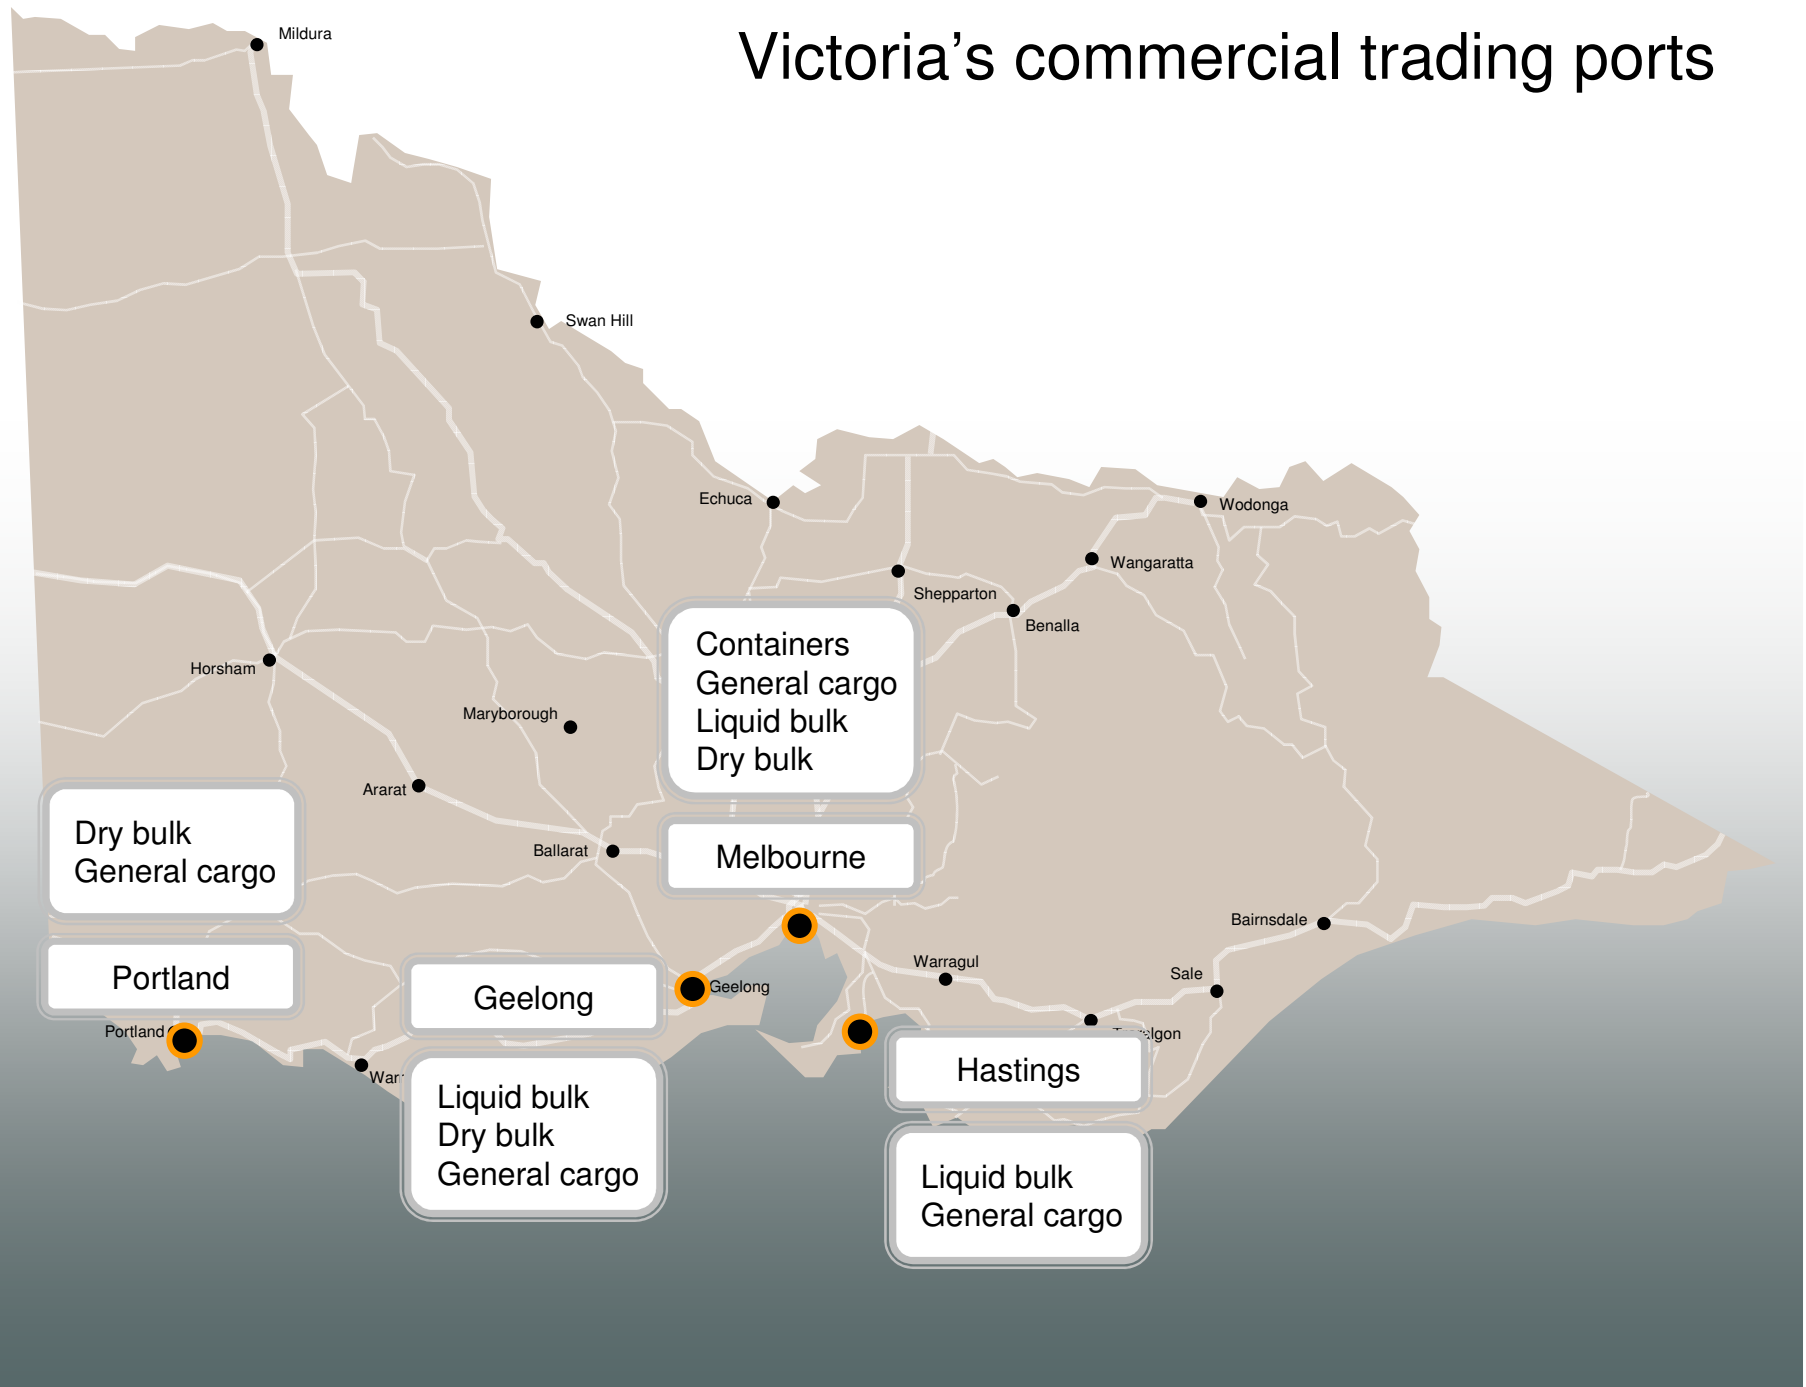 Victoria's commercial trading ports
Mildura
Swan Hill
Echuca
Wodonga
Wangaratta
Shepparton
Benalla
Containers
General cargo
Liquid bulk
Dry bulk
Horsham
Maryborough
Ararat
Dry bulk
General cargo
Ballarat
Melbourne
Bairnsdale
Portland
Geelong
Geelong
Warragul
Sale
Portland
Hastings
Liquid bulk
Dry bulk
General cargo
Liquid bulk
General cargo